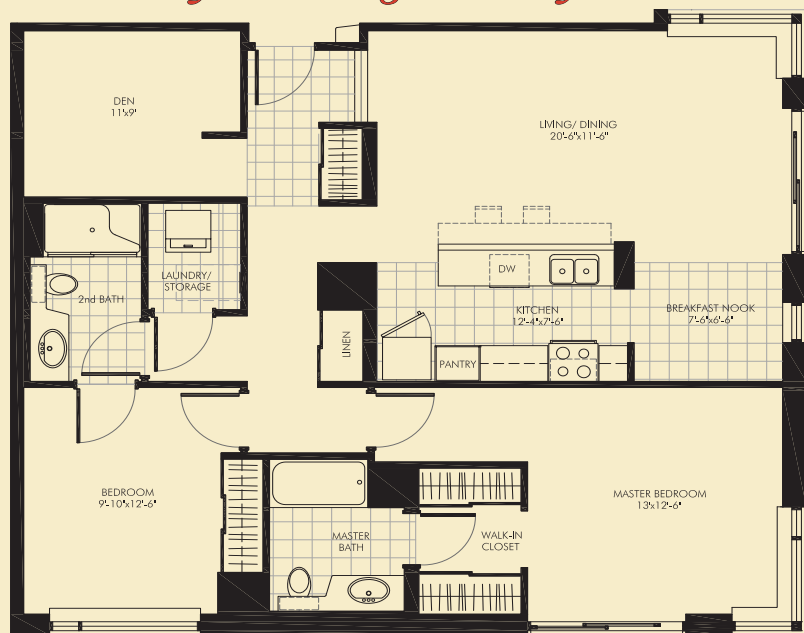 DEN
11'x9'
LIVING/ DINING
20'-6"x11'-6"
LAUNDRY/
STORAGE
2nd BATH
DW
KITCHEN
12'-4"x7'-6"
BREAKFAST NOOK
7'-6"x6'-6"
LINEN
PANTRY
BEDROOM
9'-10"x12'-6"
MASTER BEDROOM
13'x12'-6"
MASTER
BATH
WALK-IN
CLOSET